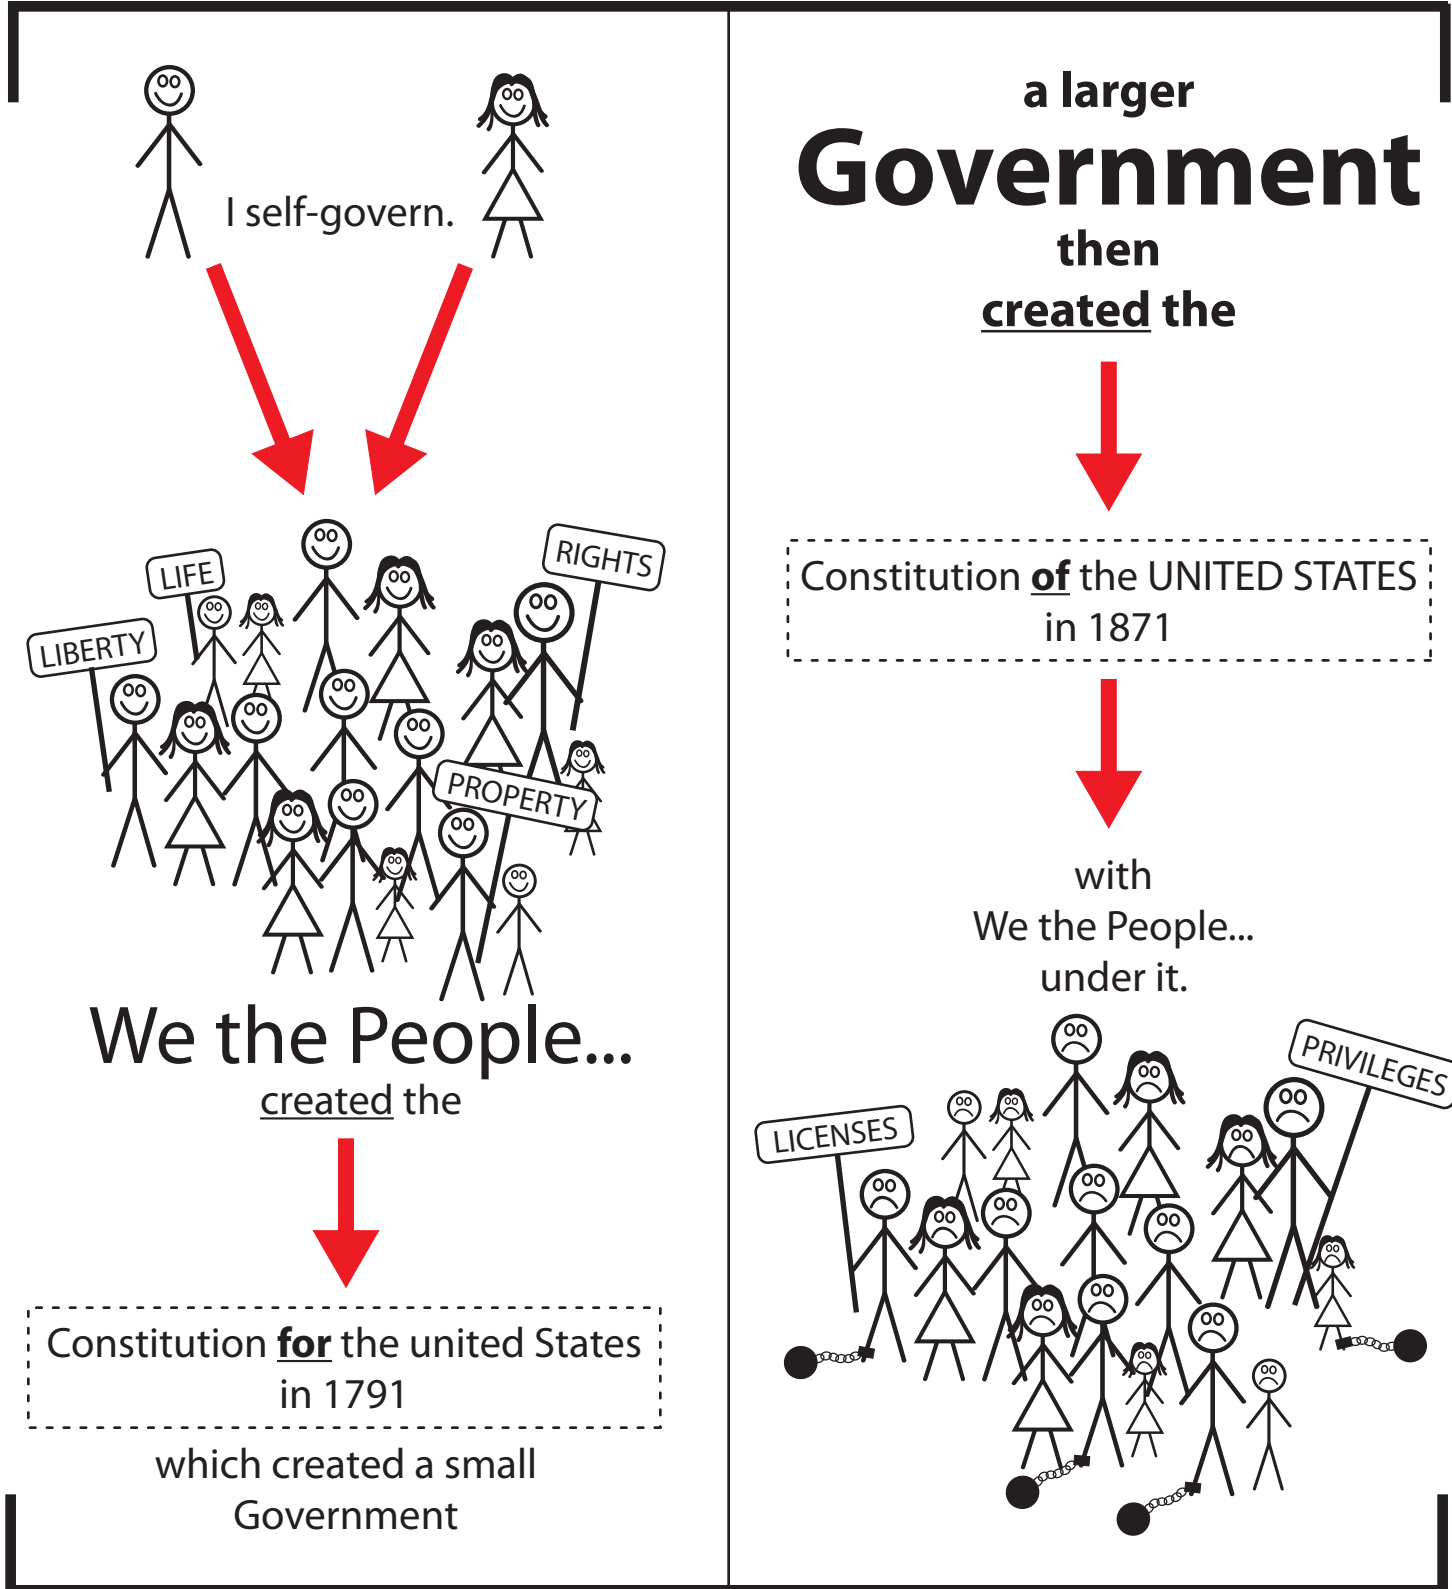 I self-govern.
LIFE
RIGHTS
LIBERTY
PROPERTY
We the People...
created the
Constitution for the united States
in 1791
which created a small
Government
a larger
Government
then
created the
Constitution of the UNITED STATES
in 1871
with
We the People...
under it.
PRIVILEGES
LICENSES